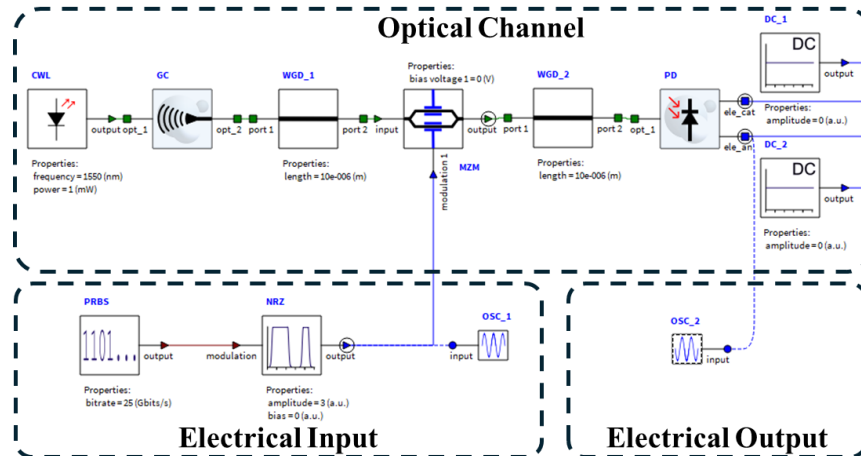 Optical Channel
CWL
output
Properties:
frequency = 1550 (nm)
power = 1 (mW)
GC
opt_1
opt_2
WGD_1
port 1
port 2
Properties:
length = 10e-006 (m)
Properties:
bias voltage 1 = 0 (V)
input
output
MZM
modulation 1
WGD_2
port 1
port 2
Properties:
length = 10e-006 (m)
PD
opt_1
ele_cat
ele_an
DC_1
DC
output
Properties:
amplitude = 0 (a.u.)
DC_2
DC
output
Properties:
amplitude = 0 (a.u.)
PRBS
1101...
output
Properties:
bitrate = 25 (Gbits/s)
NRZ
modulation
output
Properties:
amplitude = 3 (a.u.)
bias = 0 (a.u.)
OSC_1
input
Electrical Input
OSC_2
input
Electrical Output